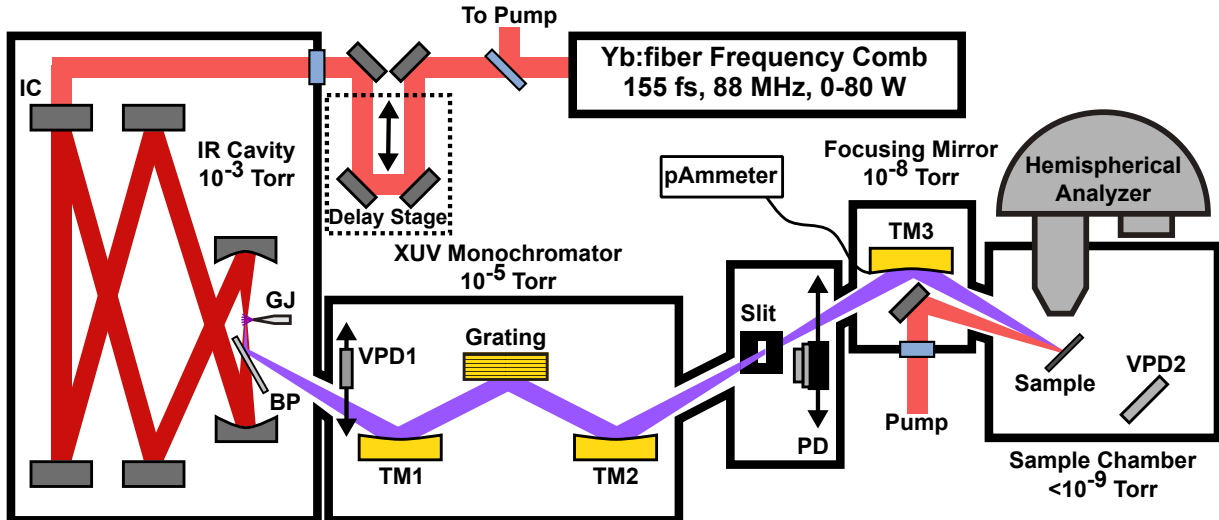 To Pump
Yb:fiber Frequency Comb
155 fs, 88 MHz, 0-80 W
IC
IR Cavity
10-3 Torr
Delay Stage
GJ
BP
XUV Monochromator
10-5 Torr
VPD1
Grating
TM1
TM2
pAmmeter
Slit
PD
Focusing Mirror
10-8 Torr
TM3
Pump
Hemispherical
Analyzer
Sample
VPD2
Sample Chamber
<10-9 Torr